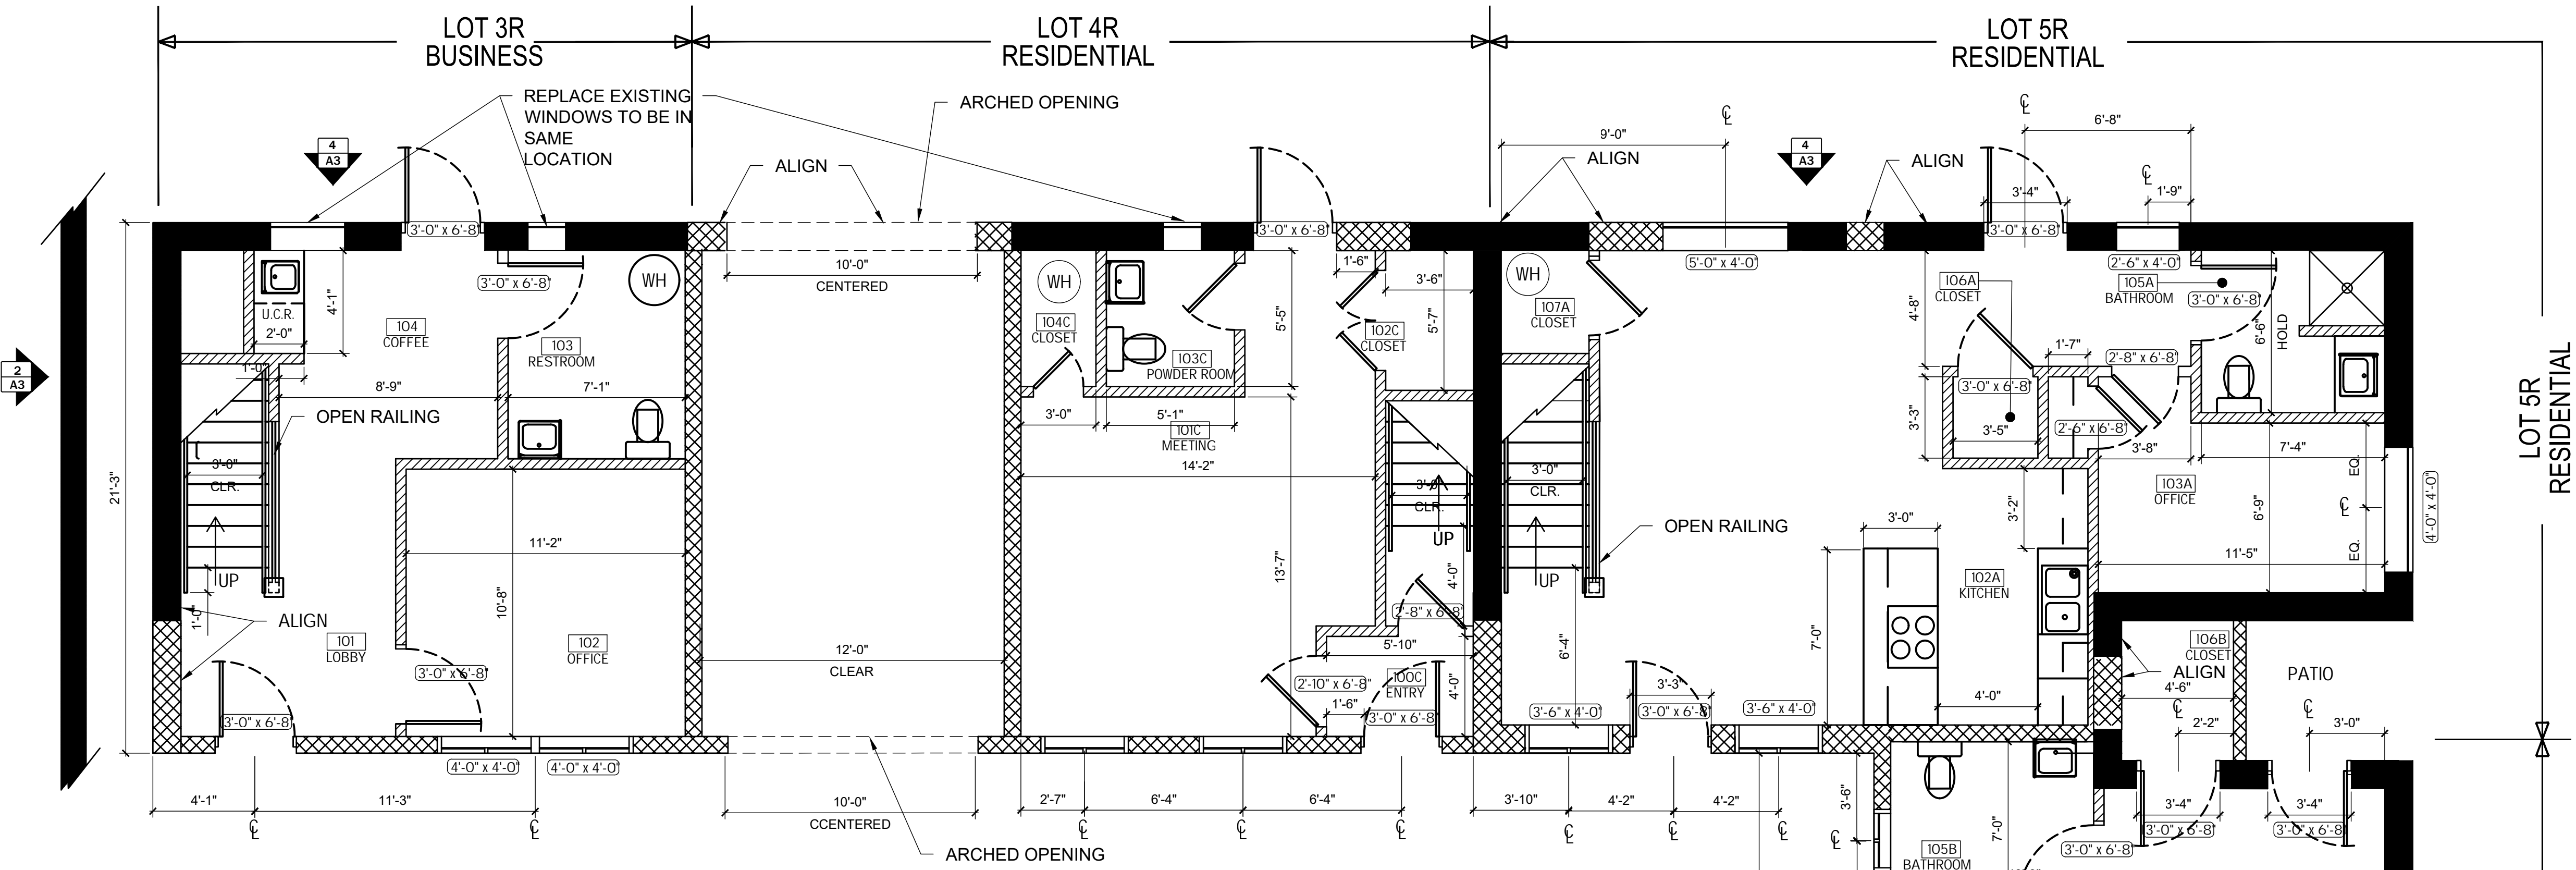 LOT 3R
BUSINESS
LOT 4R
RESIDENTIAL
LOT 5R
RESIDENTIAL
REPLACE EXISTING
WINDOWS TO BE IN
SAME
LOCATION
ARCHED OPENING
ALIGN
4
A3
9'-0"
ALIGN
4
A3
ALIGN
℄
℄
6'-8"
℄
3'-4"
1'-9"
3'-0" x 6'-8"
3'-0" x 6'-8"
5'-0" x 4'-0"
3'-0" x 6'-8"
2'-6" x 4'-0"
U.C.R.
2'-0"
4'-1"
104
COFFEE
3'-0" x 6'-8"
WH
103
RESTROOM
10'-0"
CENTERED
WH
104C
CLOSET
103C
POWDER ROOM
5'-5"
1'-6"
3'-6"
5'-7"
102C
CLOSET
WH
107A
CLOSET
4'-8"
106A
CLOSET
105A
BATHROOM
3'-0" x 6'-8"
6'-6"
HOLD
1'-7"
2'-8" x 6'-8"
2
A3
1'-0"
8'-9"
7'-1"
OPEN RAILING
3'-0"
CLR.
3'-0"
5'-1"
101C
MEETING
14'-2"
3'-0"
CLR.
UP
3'-0"
CLR.
3'-0" x 6'-8"
3'-3"
3'-5"
2'-6" x 6'-8"
3'-8"
7'-4"
EQ.
℄
EQ.
4'-0" x 4'-0"
103A
OFFICE
6'-9"
11'-5"
LOT 5R
RESIDENTIAL
21'-3"
UP
1'-0"
ALIGN
11'-2"
10'-8"
101
LOBBY
102
OFFICE
3'-0" x 6'-8"
3'-0" x 6'-8"
12'-0"
CLEAR
13'-7"
4'-0"
2'-8" x 6'-8"
5'-10"
2'-10" x 6'-8"
100C
ENTRY
1'-6"
3'-0" x 6'-8"
4'-0"
UP
OPEN RAILING
6'-4"
3'-0"
3'-2"
102A
KITCHEN
7'-0"
4'-0"
3'-6" x 4'-0"
3'-3"
3'-0" x 6'-8"
3'-6" x 4'-0"
106B
CLOSET
ALIGN
4'-6"
℄
2'-2"
PATIO
℄
3'-0"
4'-0" x 4'-0"
4'-0" x 4'-0"
4'-1"
11'-3"
℄
℄
10'-0"
CCENTERED
ARCHED OPENING
2'-7"
6'-4"
6'-4"
℄
℄
℄
3'-10"
4'-2"
4'-2"
℄
℄
℄
3'-6"
℄
7'-0"
105B
BATHROOM
3'-0" x 6'-8
3'-4"
3'-0" x 6'-8"
3'-4"
3'-0" x 6'-8"